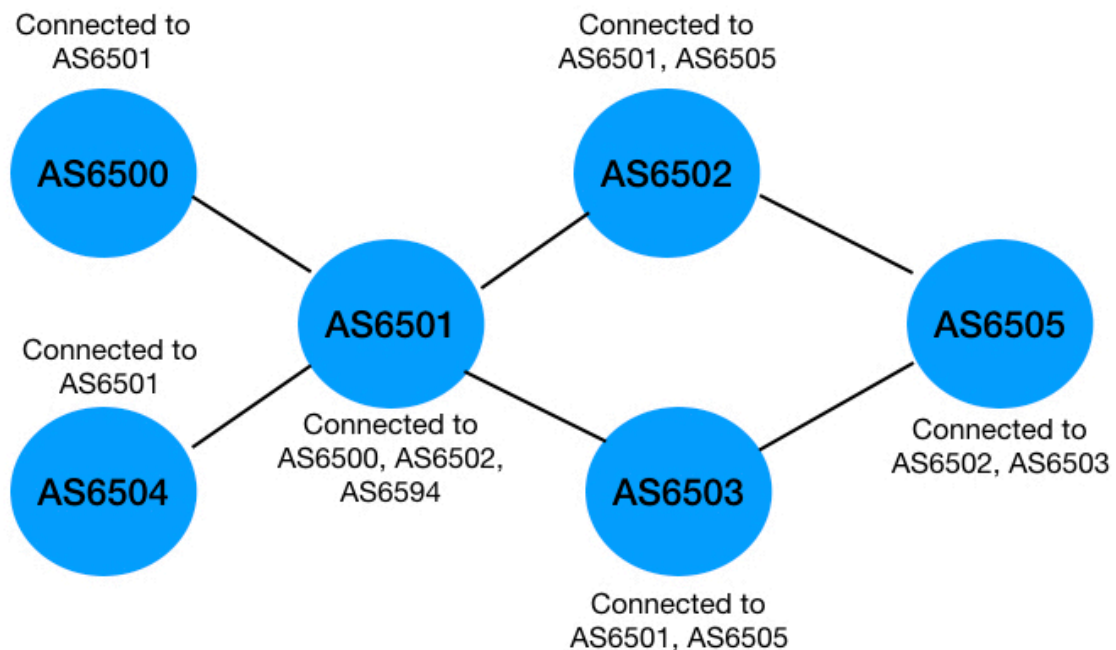 Connected to
AS6501
AS6500
Connected to
AS6501, AS6505
AS6502
AS6501
Connected to
AS6500, AS6502,
AS6594
AS6505
Connected to
AS6502, AS6503
Connected to
AS6501
AS6504
AS6503
Connected to
AS6501, AS6505